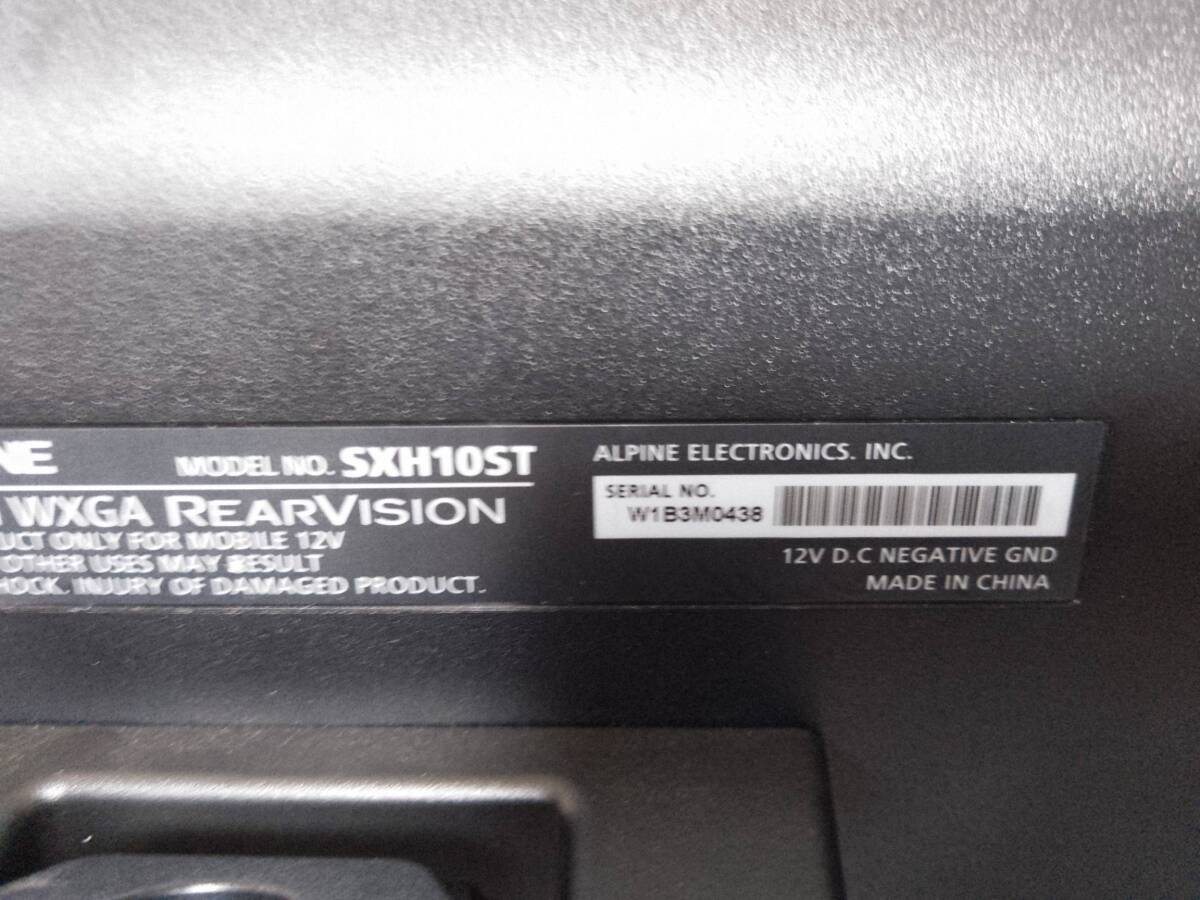 NE MODEL NO. SXH10ST
WXGA REARVISION
UCT ONLY FOR MOBILE 12V
OTHER USES MAY RESULT
HOCK. INJURY OF DAMAGED PRODUCT.
ALPINE ELECTRONICS. INC.
SERIAL NO.
W1B3M0438
12V D.C NEGATIVE GND
MADE IN CHINA